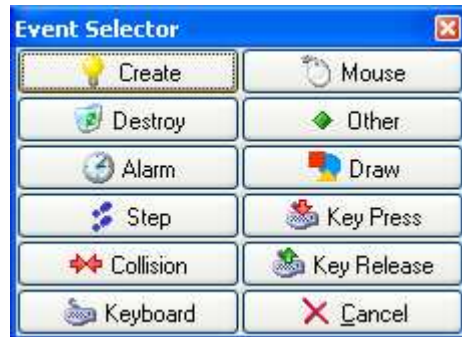 Event Selector
Create
Mouse
Destroy
Other
Alarm
Draw
Step
Key Press
Collision
Key Release
Keyboard
Cancel